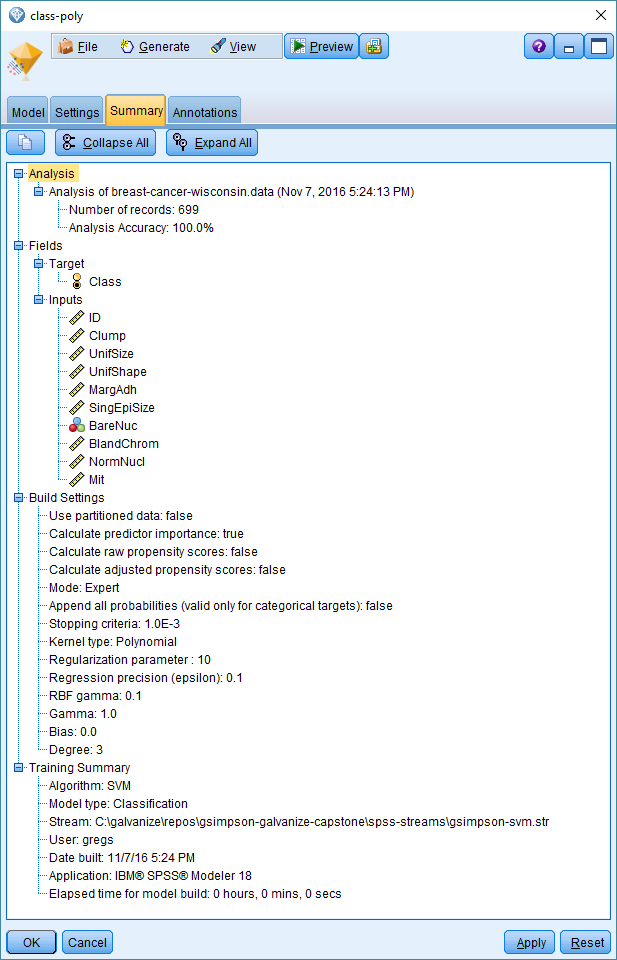 class-poly
File Generate View Preview
Model Settings Summary Annotations
Collapse All Expand All
Analysis
Analysis of breast-cancer-wisconsin.data (Nov 7, 2016 5:24:13 PM)
Number of records: 699
Analysis Accuracy: 100.0%
Fields
Target
Class
Inputs
ID
Clump
UnifSize
UnifShape
MargAdh
SingEpiSize
BareNuc
BlandChrom
NormNucl
Mit
Build Settings
Use partitioned data: false
Calculate predictor importance: true
Calculate raw propensity scores: false
Calculate adjusted propensity scores: false
Mode: Expert
Append all probabilities (valid only for categorical targets): false
Stopping criteria: 1.0E-3
Kernel type: Polynomial
Regularization parameter : 10
Regression precision (epsilon): 0.1
RBF gamma: 0.1
Gamma: 1.0
Bias: 0.0
Degree: 3
Training Summary
Algorithm: SVM
Model type: Classification
Stream: C:\galvanize\repos\gsimpson-galvanize-capstone\spss-streams\gsimpson-svm.str
User: gregs
Date built: 11/7/16 5:24 PM
Application: IBM® SPSS® Modeler 18
Elapsed time for model build: 0 hours, 0 mins, 0 secs
OK Cancel Apply Reset